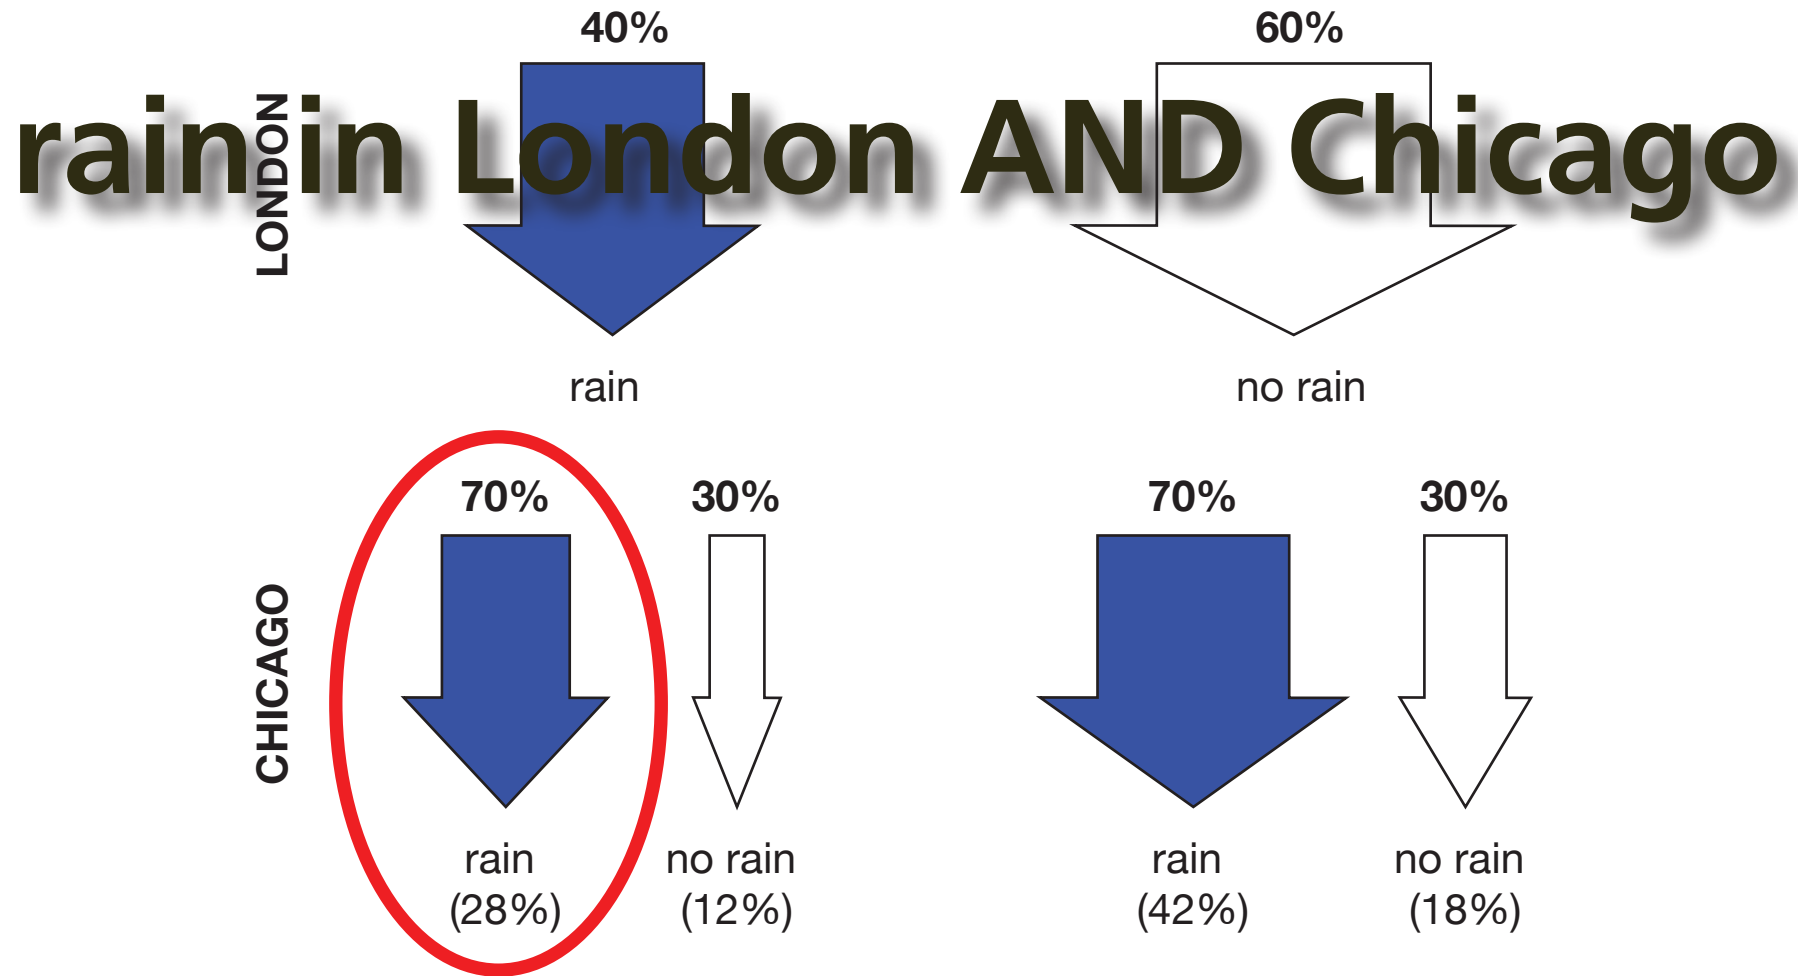 40% 60%
rain in London AND Chicago
LONDON
rain no rain
70% 30% 70% 30%
CHICAGO
rain no rain rain no rain
(28%) (12%) (42%) (18%)